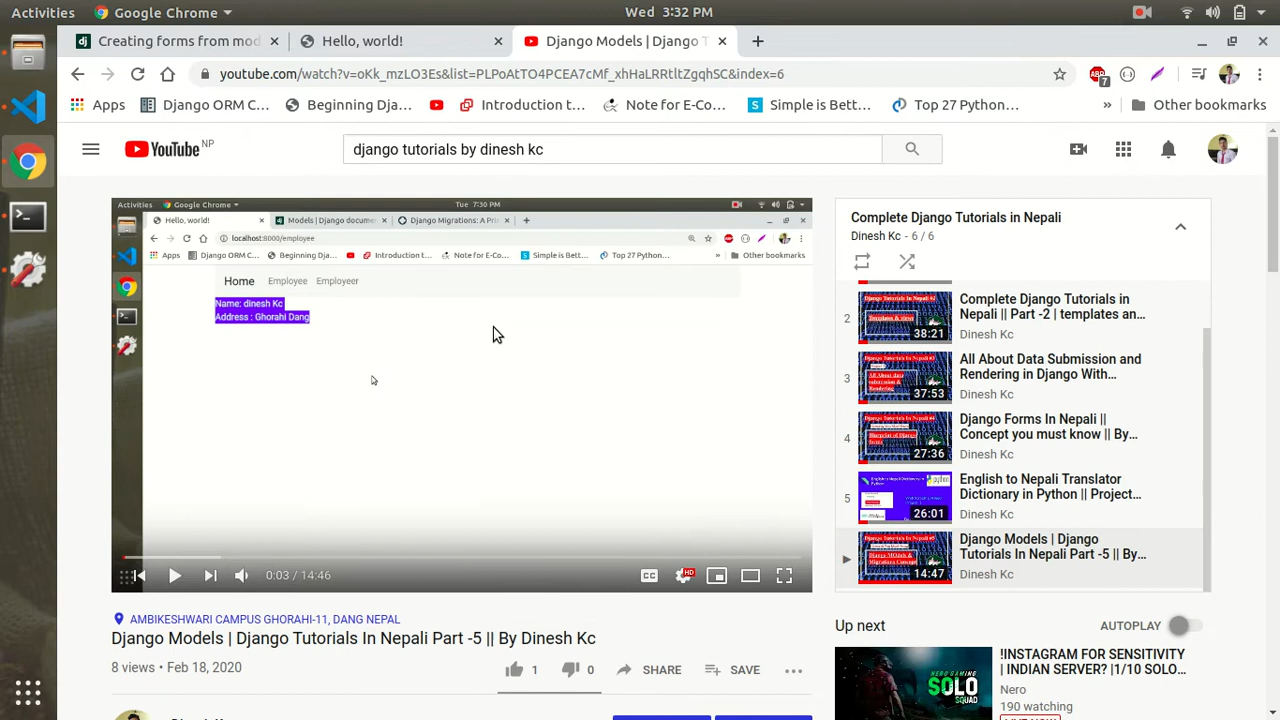 Activities Google Chrome Wed 3:32 PM
Creating forms from mod Hello, world! Django Models | Django T
youtube.com/watch?v=oKk_mzLO3Es&list=PLPoAtTO4PCEA7cMf_xhHaLRRtltZgqhSC&index=6
7
Apps Django ORM C... Beginning Dja... Introduction t... Note for E-Co... Simple is Bett... Top 27 Python... » Other bookmarks
YouTube NP
django tutorials by dinesh kc
Activities Google Chrome Tue 7:30 PM
Hello, world! Models | Django docume Django Migrations: A Pri
localhost:8000/employee
Apps Django ORM C... Beginning Dja... Introduction t... Note for E-Co... Simple is Bett... Top 27 Python... » Other bookmarks
Home Employee Employeer
Name: dinesh Kc
Address : Ghorahi Dang
0:03 / 14:46
CC HD
Complete Django Tutorials in Nepali
Dinesh Kc - 6 / 6
2
38:21
Complete Django Tutorials in
Nepali || Part -2 | templates an...
Dinesh Kc
3
37:53
All About Data Submission and
Rendering in Django With...
Dinesh Kc
4
27:36
Django Forms In Nepali ||
Concept you must know || By...
Dinesh Kc
5
26:01
English to Nepali Translator
Dictionary in Python || Project...
Dinesh Kc
14:47
Django Models | Django
Tutorials In Nepali Part -5 || By...
Dinesh Kc
AMBIKESHWARI CAMPUS GHORAHI-11, DANG NEPAL
Django Models | Django Tutorials In Nepali Part -5 || By Dinesh Kc
8 views • Feb 18, 2020
1 0 SHARE SAVE
Up next AUTOPLAY
SOLO
SQUAD
!INSTAGRAM FOR SENSITIVITY
| INDIAN SERVER? |1/10 SOLO...
Nero
190 watching